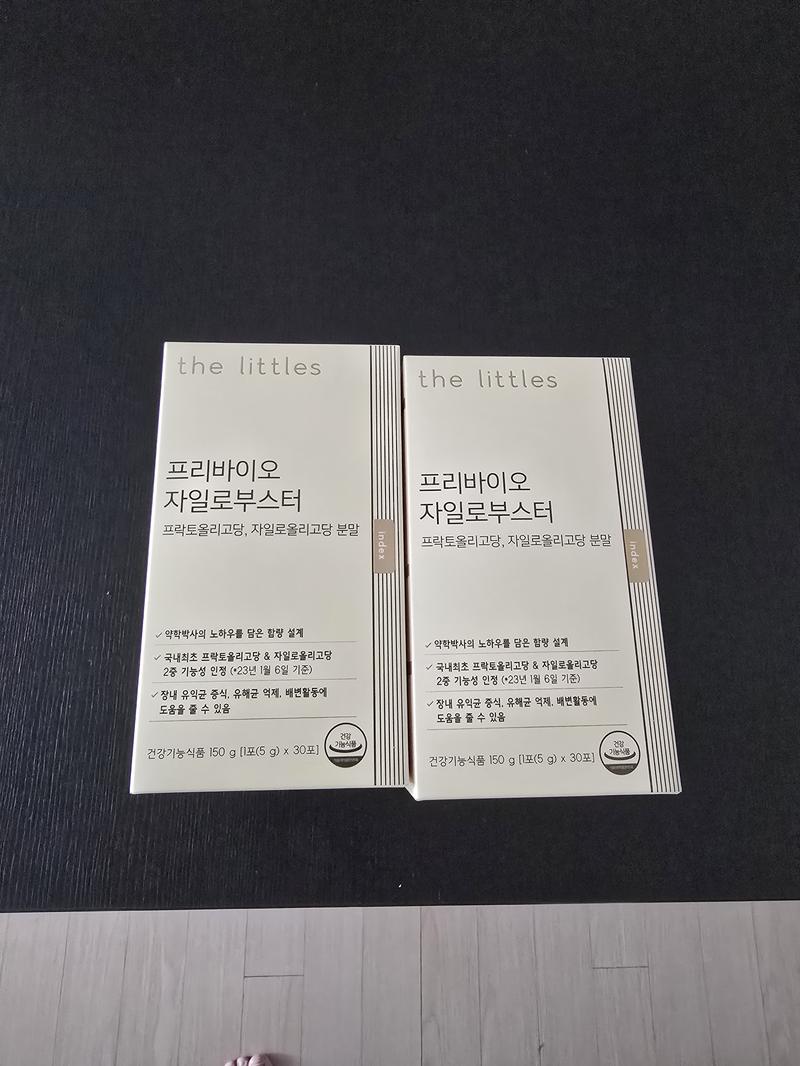 the littles
프리바이오
자일로부스터
프락토올리고당, 자일로올리고당 분말
index
✓ 약학박사의 노하우를 담은 함량 설계
✓ 국내최초 프락토올리고당 & 자일로올리고당
2중 기능성 인정 (*23년 1월 6일 기준)
✓ 장내 유익균 증식, 유해균 억제, 배변활동에
도움을 줄 수 있음
건강기능식품 150 g [1포(5 g) x 30포]
건강
기능식품
the littles
프리바이오
자일로부스터
프락토올리고당, 자일로올리고당 분말
index
✓ 약학박사의 노하우를 담은 함량 설계
✓ 국내최초 프락토올리고당 & 자일로올리고당
2중 기능성 인정 (*23년 1월 6일 기준)
✓ 장내 유익균 증식, 유해균 억제, 배변활동에
도움을 줄 수 있음
건강기능식품 150 g [1포(5 g) x 30포]
건강
기능식품